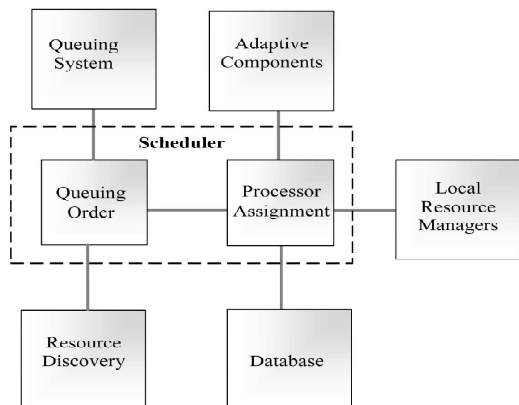 Queuing
System
Adaptive
Components
Scheduler
Queuing
Order
Processor
Assignment
Local
Resource
Managers
Resource
Discovery
Database